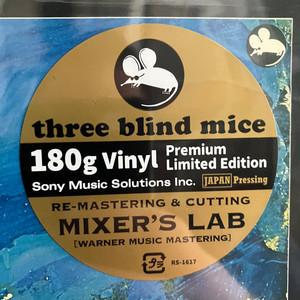 three blind mice
180g Vinyl Premium Limited Edition
Sony Music Solutions Inc. JAPAN Pressing
RE-MASTERING & CUTTING
MIXER'S LAB
[WARNER MUSIC MASTERING]
RS-1617